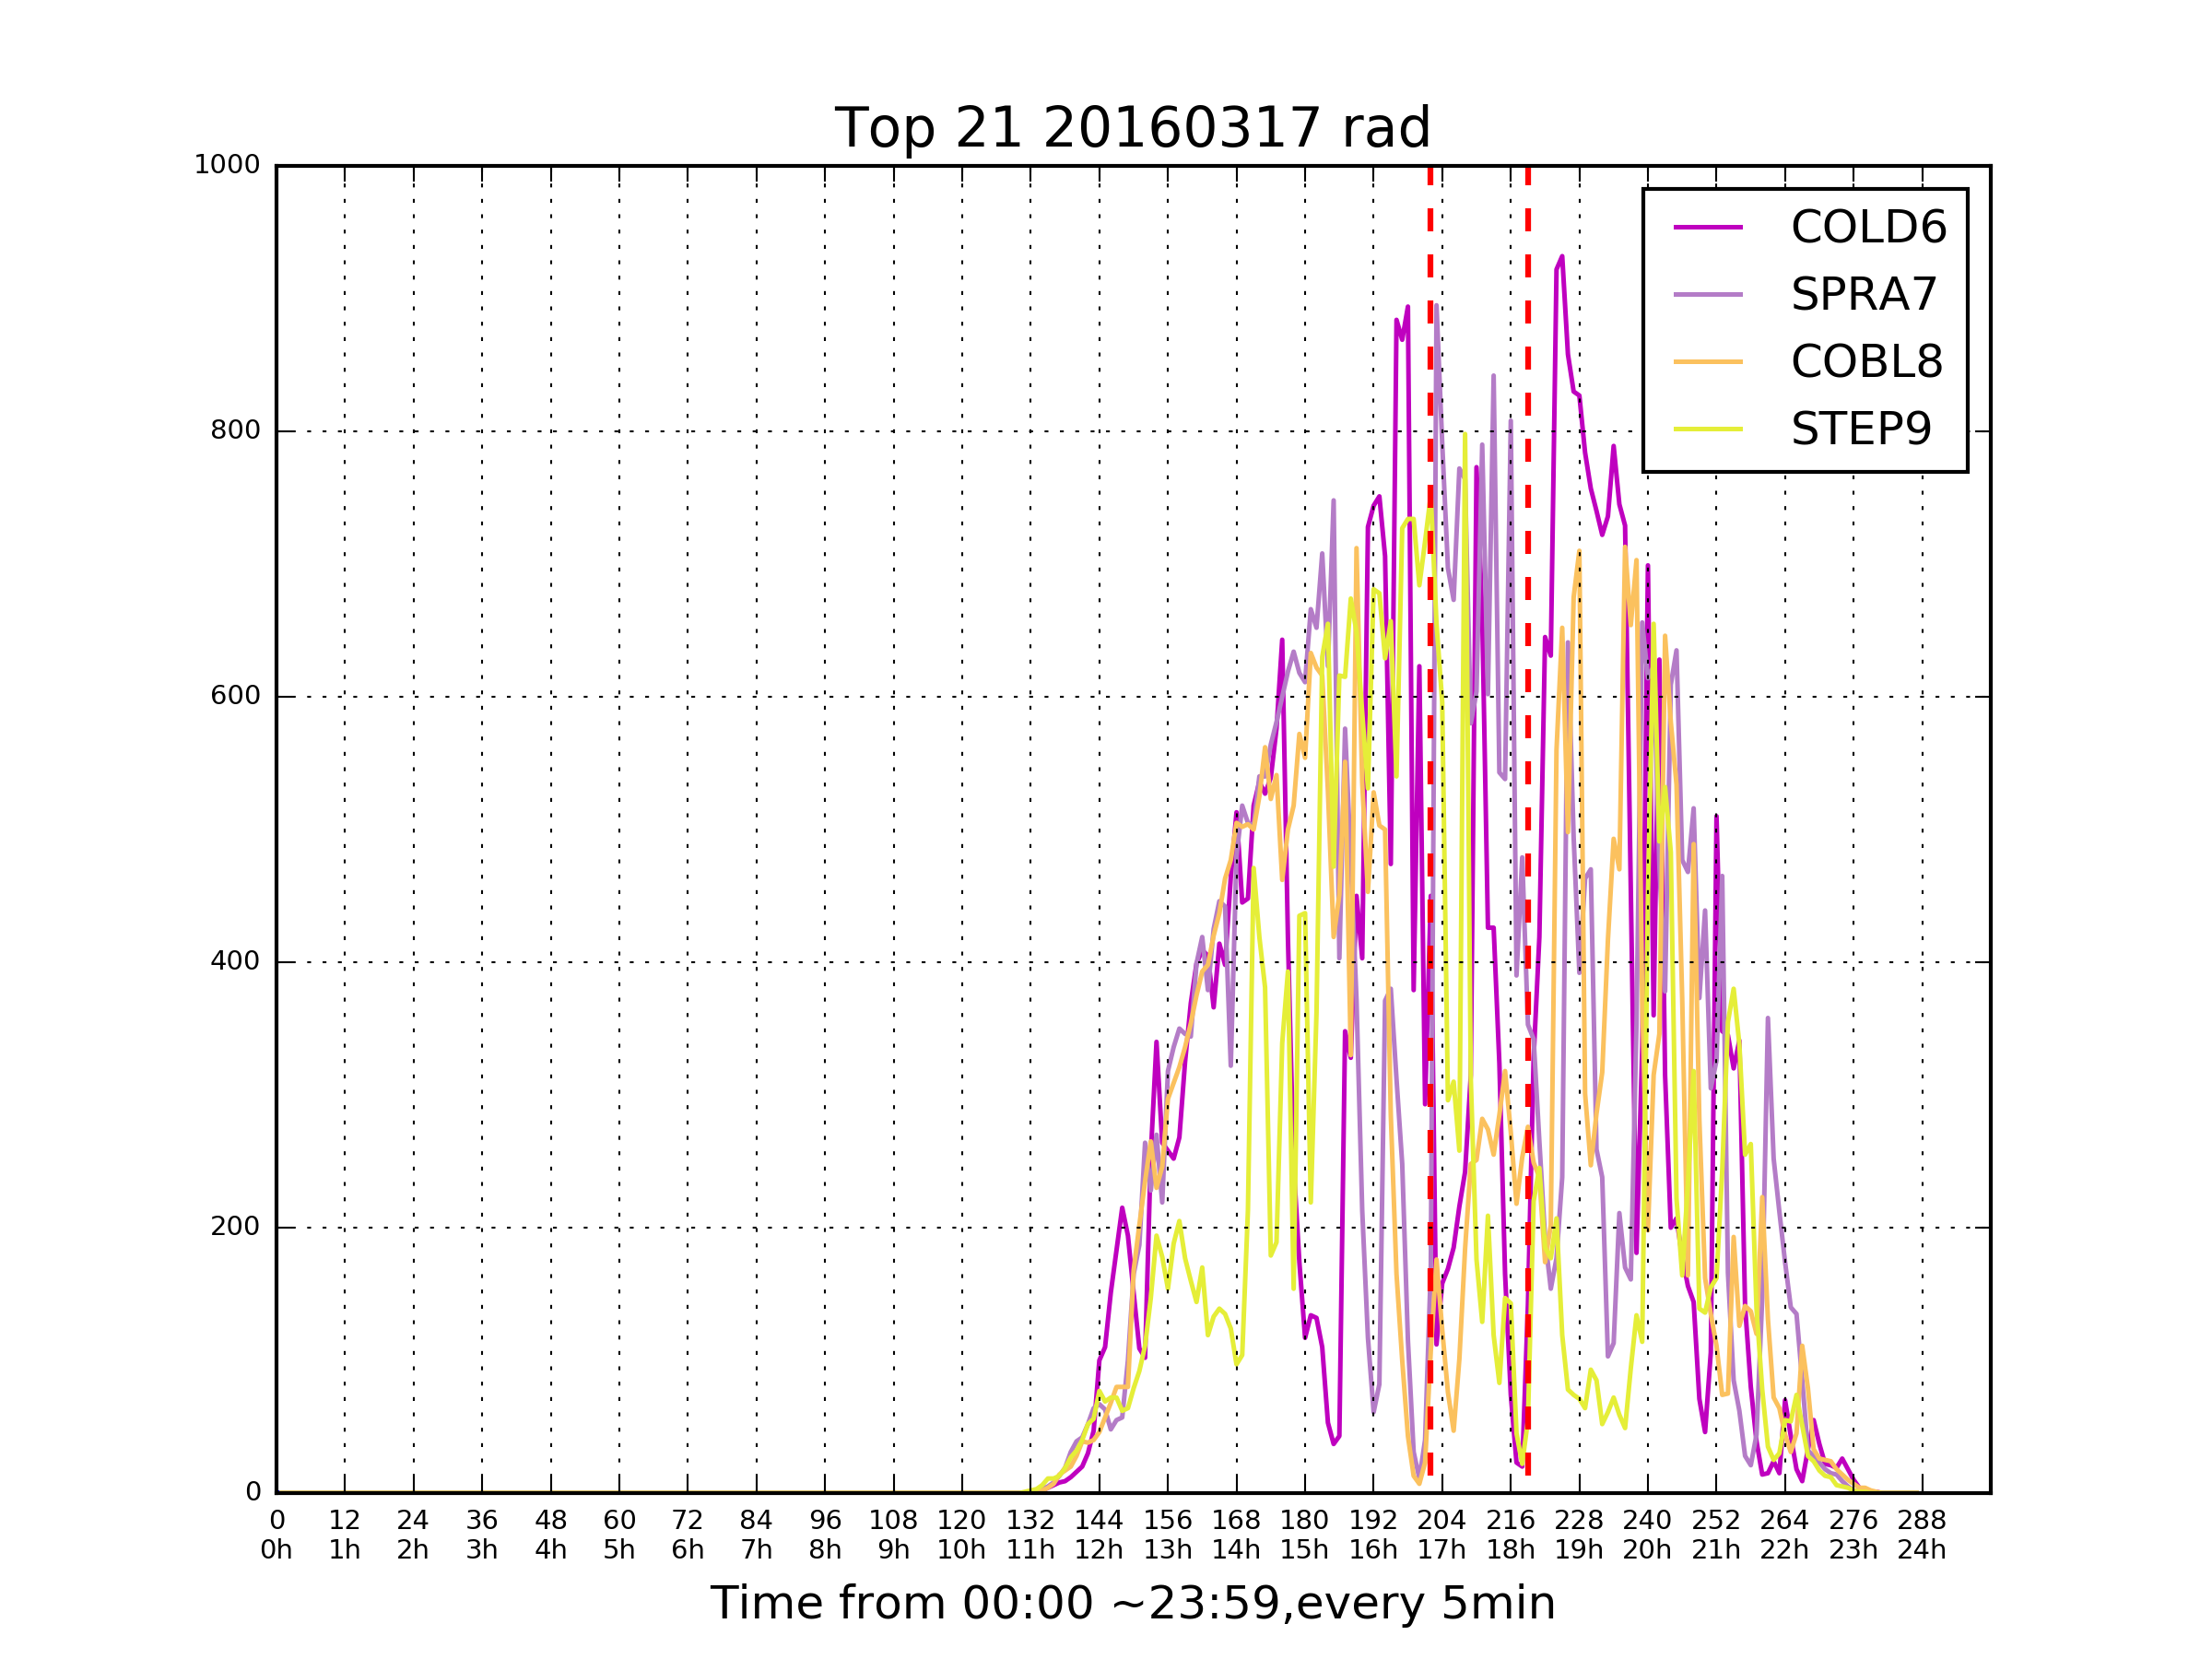 Top 21 20160317 rad
1000
800
600
400
200
0
COLD6
SPRA7
COBL8
STEP9
0 12 24 36 48 60 72 84 96 108 120 132 144 156 168 180 192 204 216 228 240 252 264 276 288
0h 1h 2h 3h 4h 5h 6h 7h 8h 9h 10h 11h 12h 13h 14h 15h 16h 17h 18h 19h 20h 21h 22h 23h 24h
Time from 00:00 ~23:59,every 5min